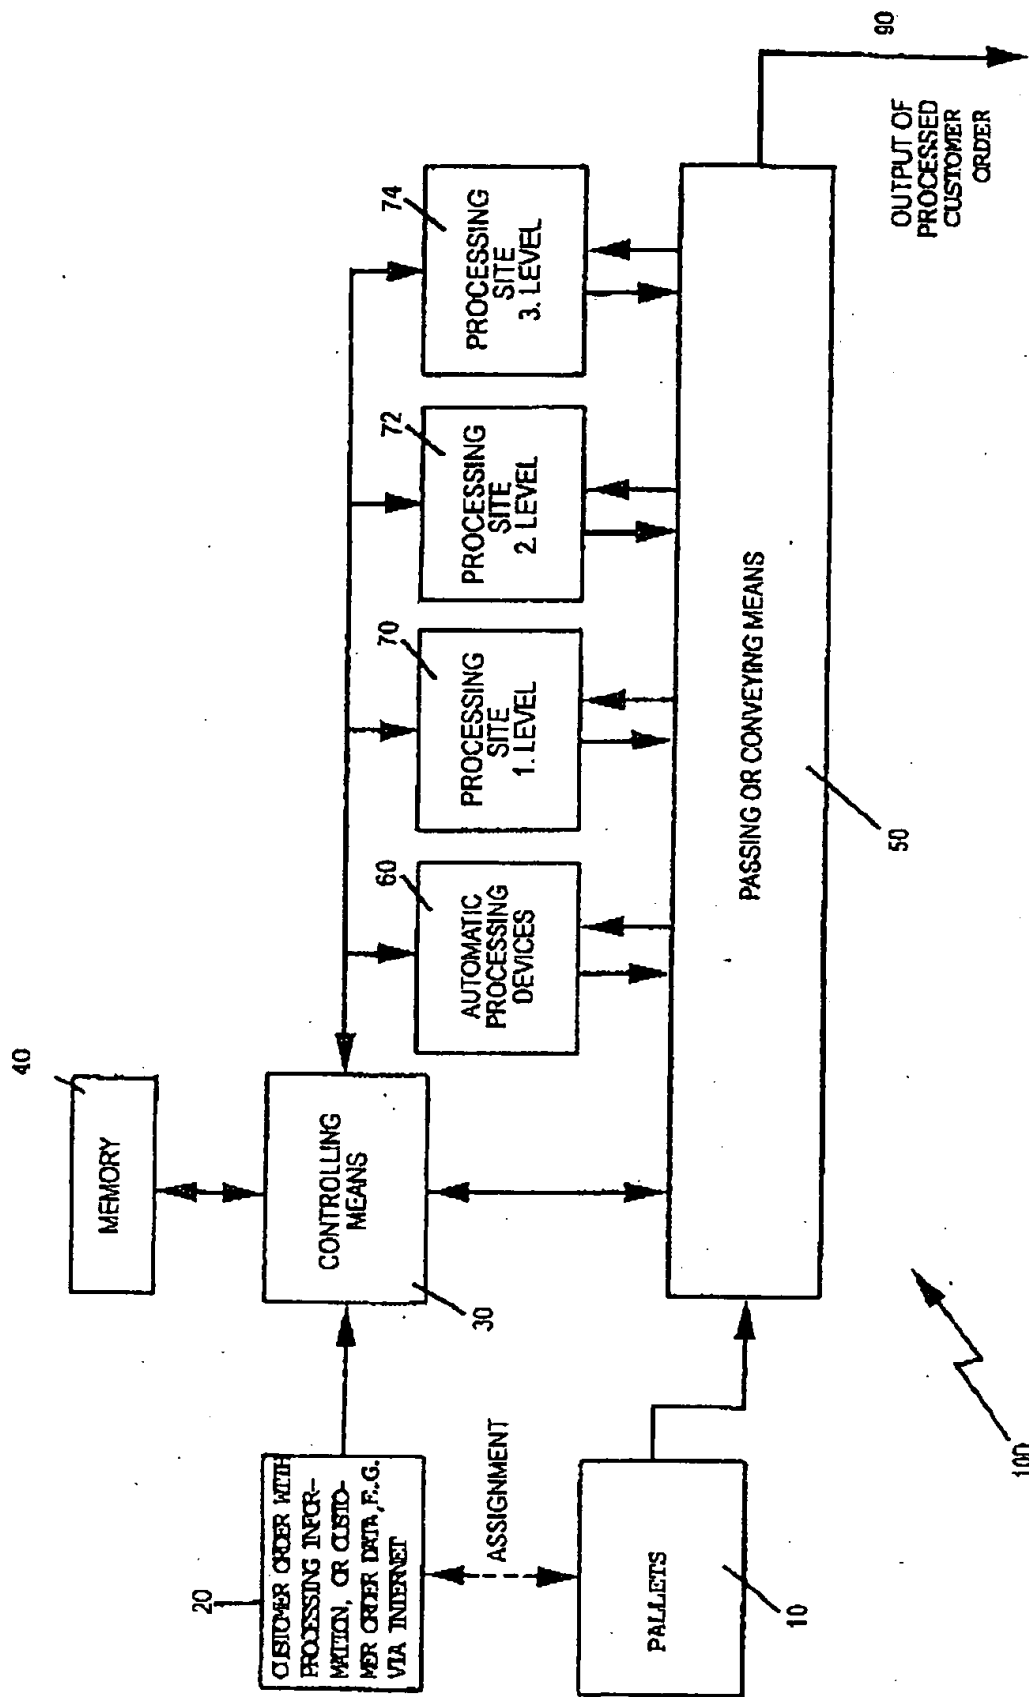 40
MEMORY
20
CUSTOMER ORDER WITH
PROCESSING INFOR-
MATION, OR CUSTO-
MER ORDER DATA, E.G.
VIA INTERNET
CONTROLLING
MEANS
30
60
AUTOMATIC
PROCESSING
DEVICES
70
PROCESSING
SITE
1. LEVEL
72
PROCESSING
SITE
2. LEVEL
74
PROCESSING
SITE
3. LEVEL
ASSIGNMENT
PALLETS
10
PASSING OR CONVEYING MEANS
50
OUTPUT OF
PROCESSED
CUSTOMER
ORDER
90
100